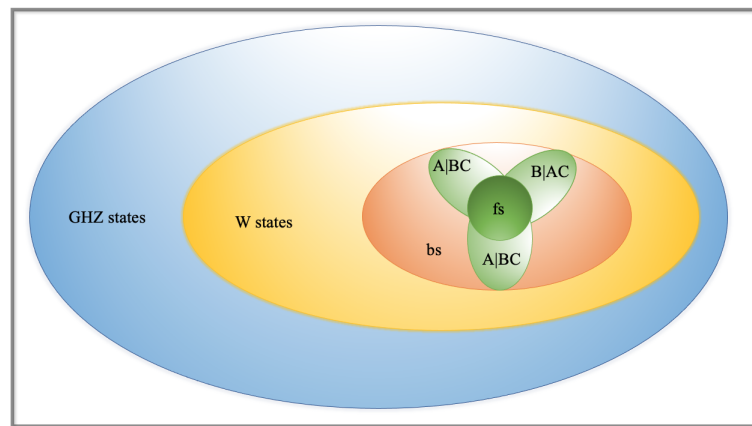 A|BC
B|AC
fs
GHZ states
W states
bs
A|BC